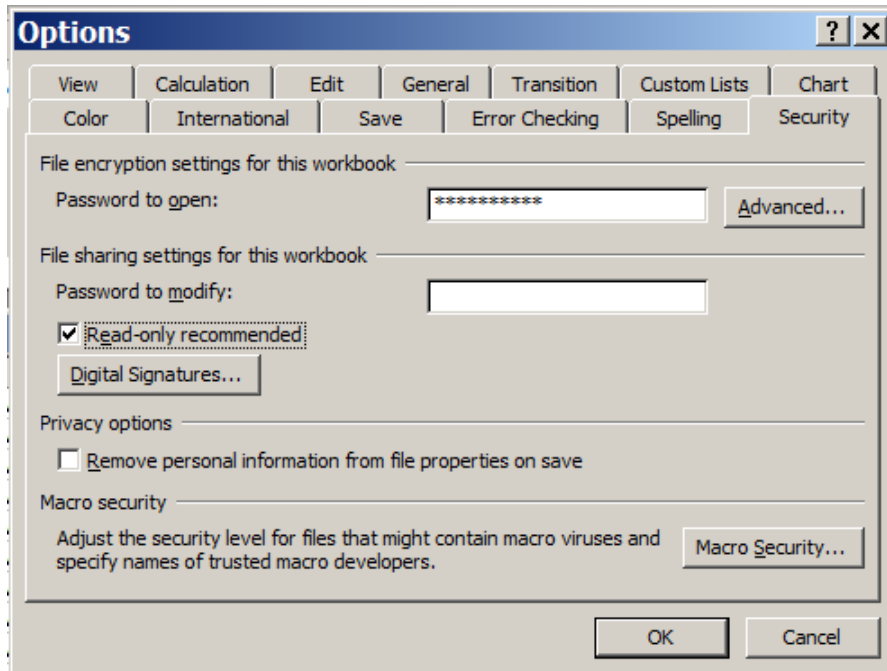 Options
View Calculation Edit General Transition Custom Lists Chart
Color International Save Error Checking Spelling Security
File encryption settings for this workbook
Password to open: ********** Advanced...
File sharing settings for this workbook
Password to modify:
Read-only recommended
Digital Signatures...
Privacy options
Remove personal information from file properties on save
Macro security
Adjust the security level for files that might contain macro viruses and
specify names of trusted macro developers.
Macro Security...
OK Cancel